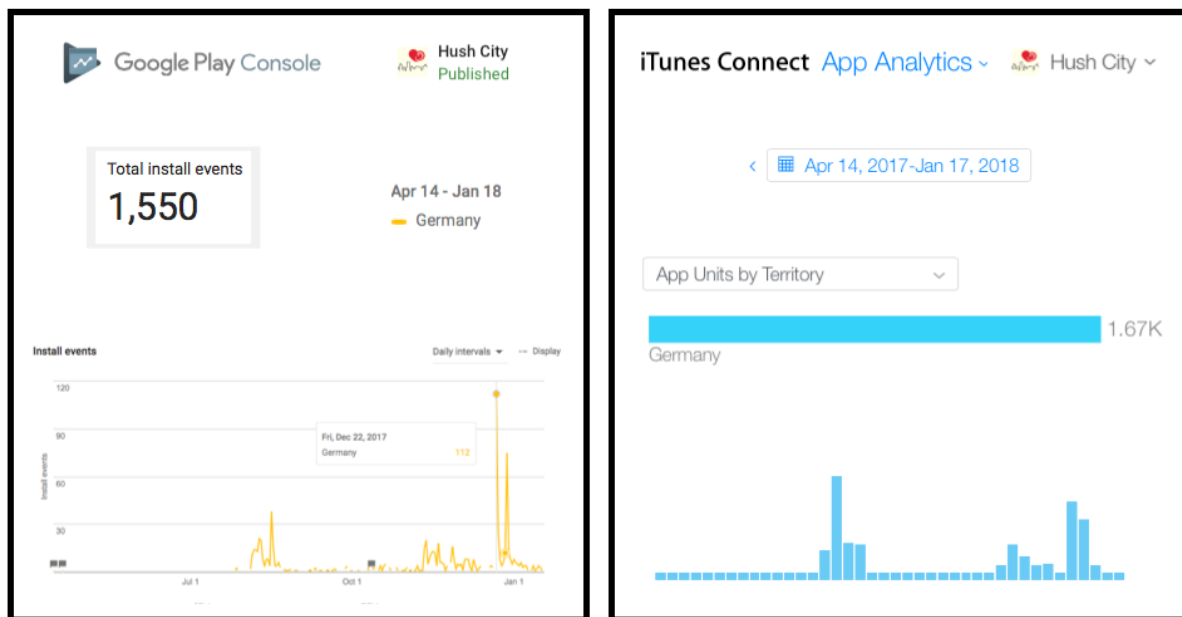 Google Play Console
Hush City
Published
Total install events
1,550
Apr 14 - Jan 18
Germany
Install events
Daily intervals
Display
120
90
60
30
Install events
Fri, Dec 22, 2017
Germany 112
Jul 1
Oct 1
Jan 1
iTunes Connect App Analytics Hush City
Apr 14, 2017-Jan 17, 2018
App Units by Territory
1.67K
Germany